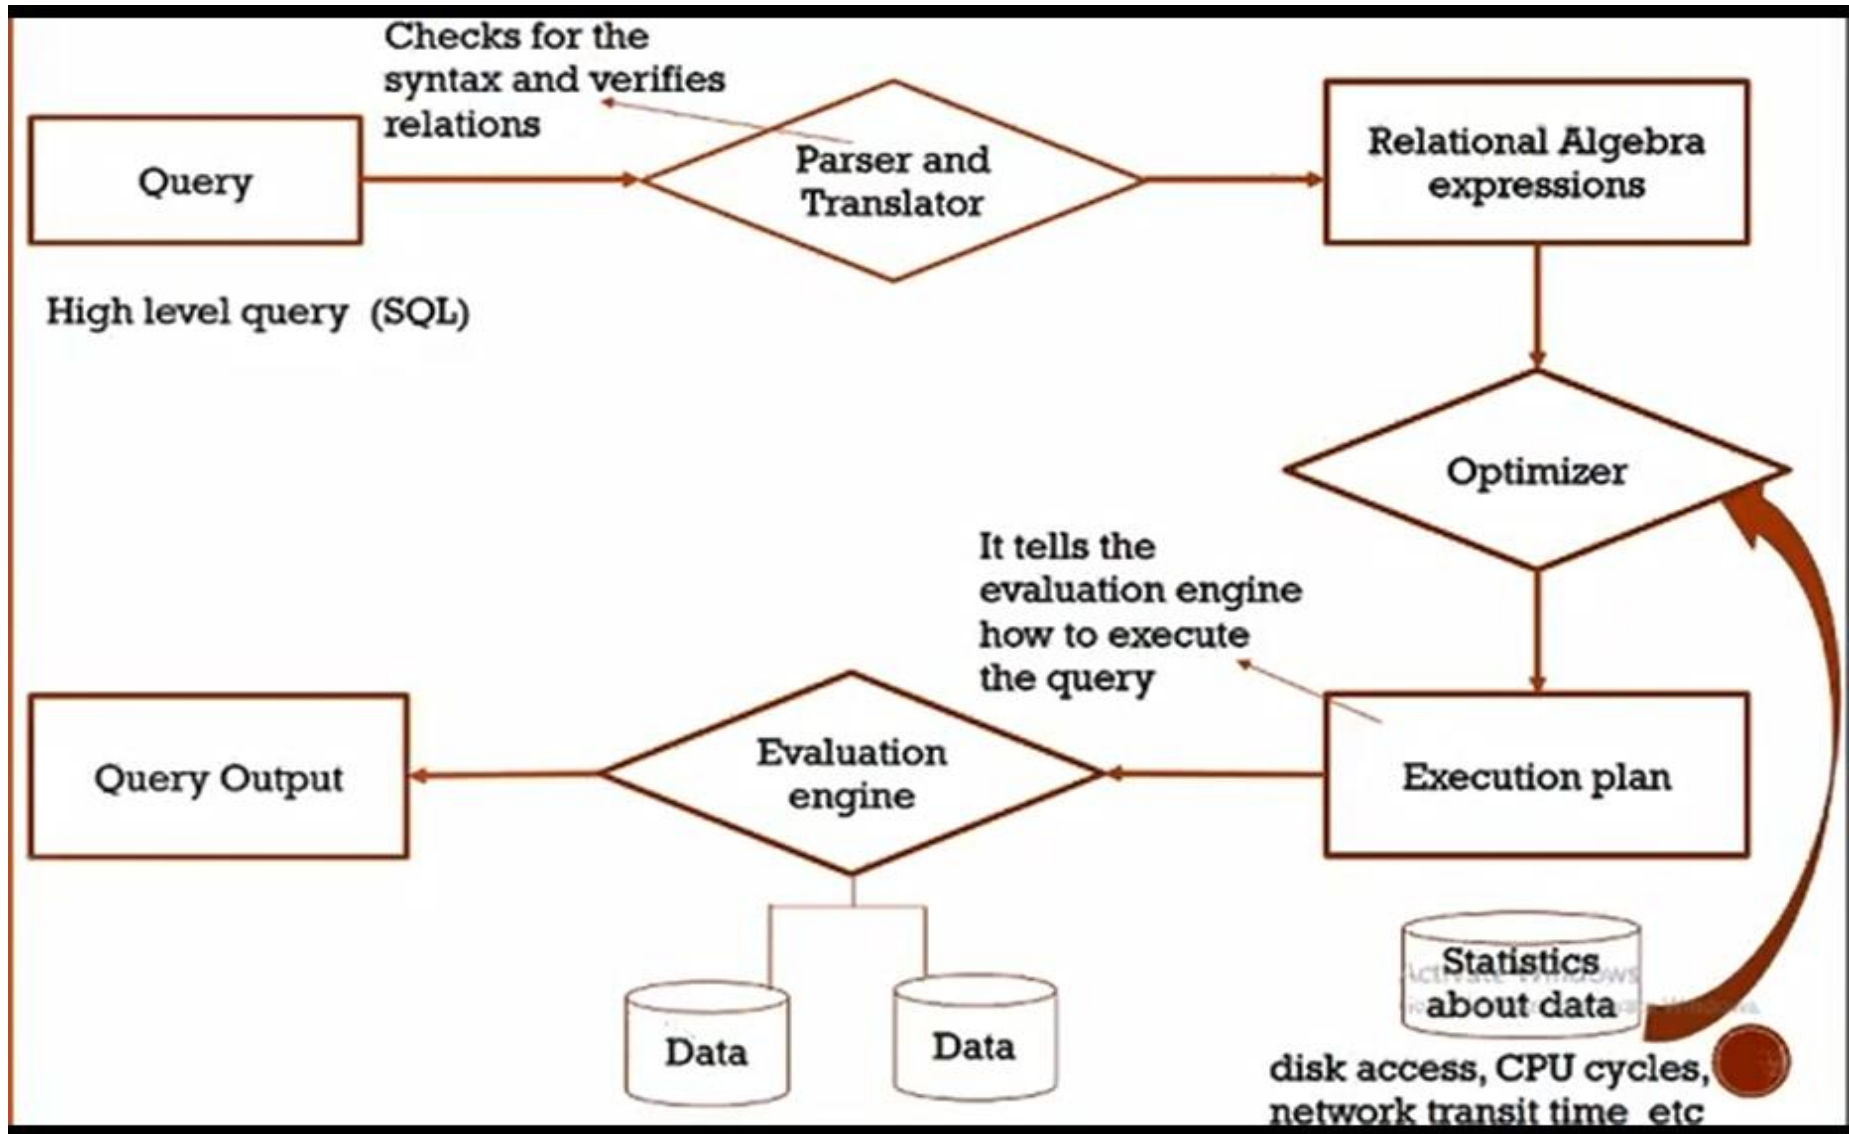 Checks for the
syntax and verifies
relations
Query
Parser and
Translator
Relational Algebra
expressions
High level query (SQL)
Optimizer
It tells the
evaluation engine
how to execute
the query
Query Output
Evaluation
engine
Execution plan
Statistics
Activate Windows
about data
Data
Data
disk access, CPU cycles,
network transit time etc